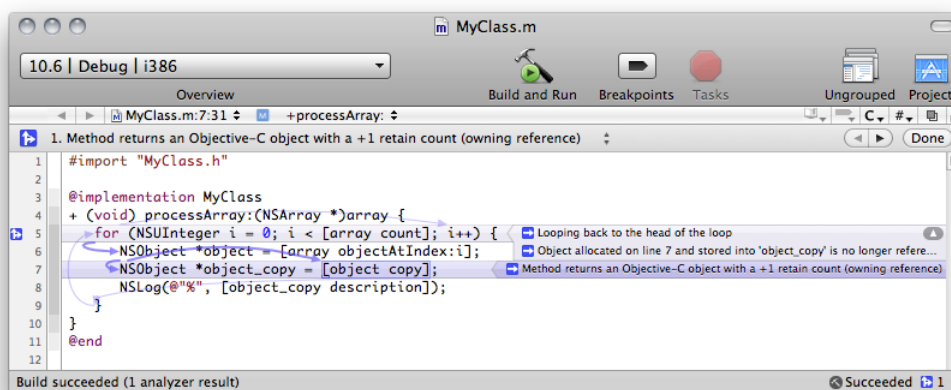 MyClass.m
10.6 | Debug | i386
Overview
Build and Run
Breakpoints
Tasks
Ungrouped
Project
MyClass.m:7:31
M
+processArray:
C
#
1. Method returns an Objective-C object with a +1 retain count (owning reference)
Done
1 #import "MyClass.h"
2
3 @implementation MyClass
4 + (void) processArray:(NSArray *)array {
5 for (NSUInteger i = 0; i < [array count]; i++) { Looping back to the head of the loop
6 NSObject *object = [array objectAtIndex:i]; Object allocated on line 7 and stored into 'object_copy' is no longer refere...
7 NSObject *object_copy = [object copy]; Method returns an Objective-C object with a +1 retain count (owning reference)
8 NSLog(@"%", [object_copy description]);
9 }
10 }
11 @end
12
Build succeeded (1 analyzer result)
Succeeded 1